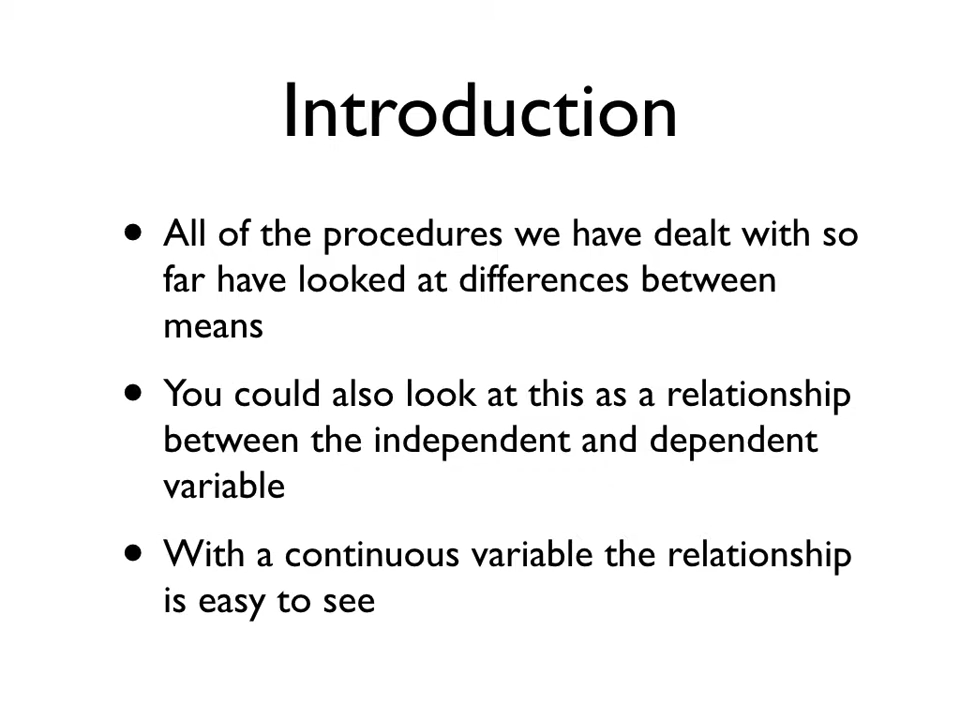 Introduction
• All of the procedures we have dealt with so
far have looked at differences between
means
• You could also look at this as a relationship
between the independent and dependent
variable
• With a continuous variable the relationship
is easy to see